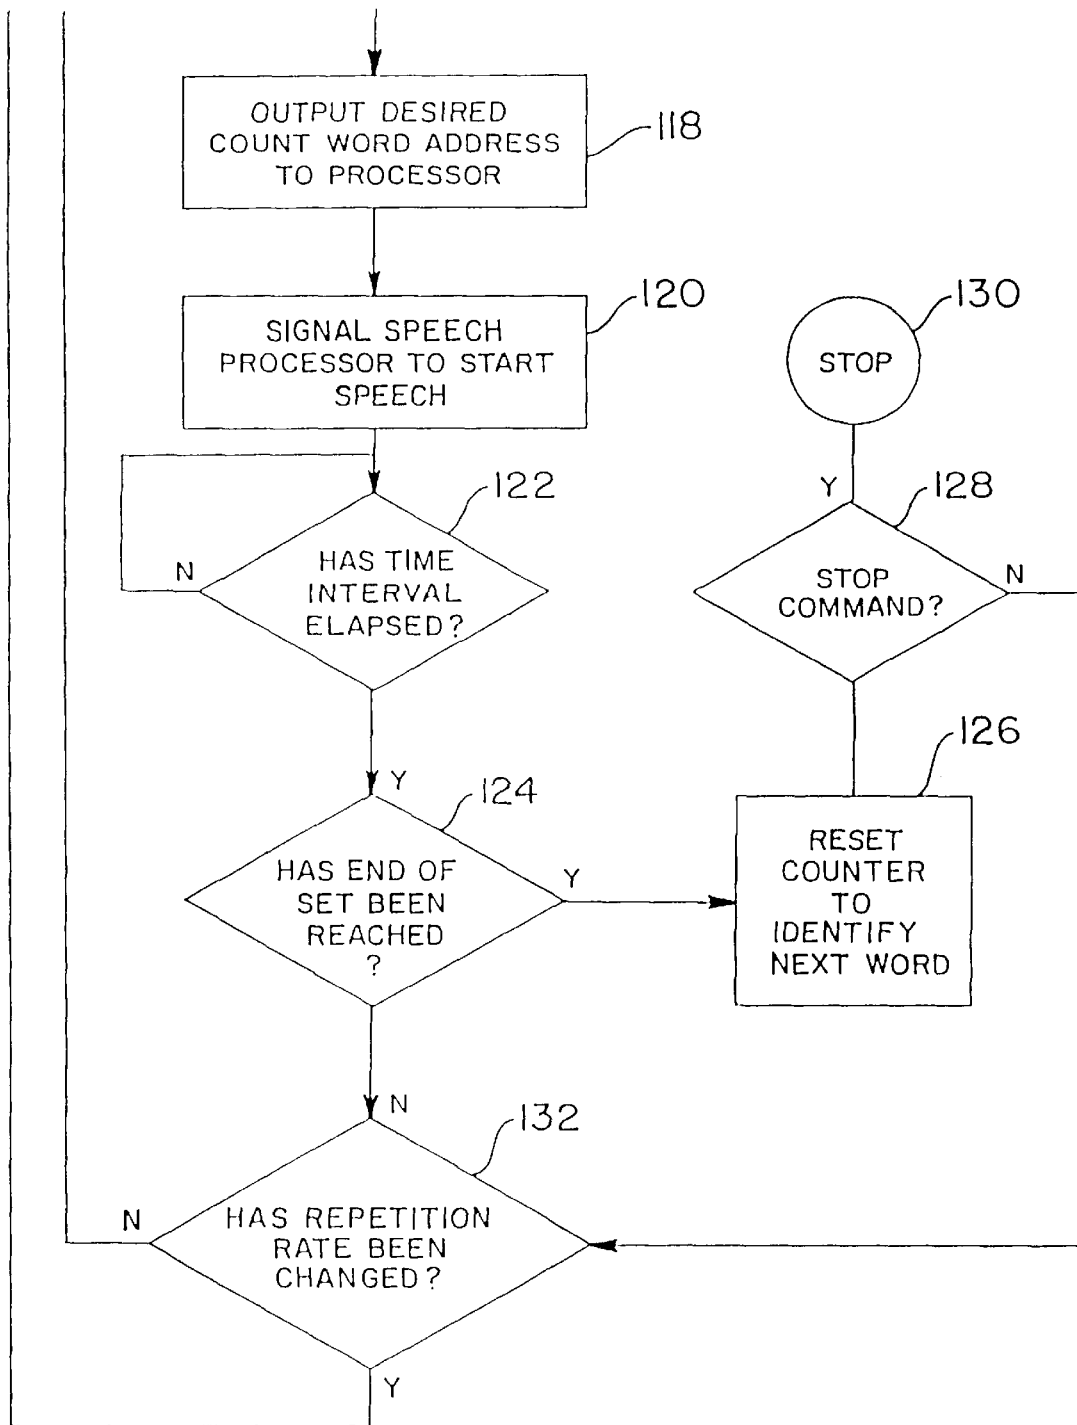 OUTPUT DESIRED
COUNT WORD ADDRESS
TO PROCESSOR
118
SIGNAL SPEECH
PROCESSOR TO START
SPEECH
120
130
STOP
Y
128
STOP
COMMAND?
N
122
HAS TIME
INTERVAL
ELAPSED?
N
Y
126
RESET
COUNTER
TO
IDENTIFY
NEXT WORD
124
HAS END OF
SET BEEN
REACHED
?
Y
N
132
HAS REPETITION
RATE BEEN
CHANGED?
N
Y